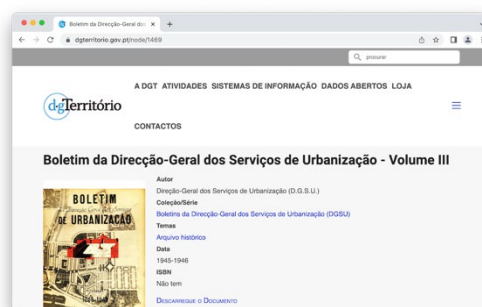 Boletim da Direcção-Geral dos
dgterritorio.gov.pt/node/1469
procurar
A DGT ATIVIDADES SISTEMAS DE INFORMAÇÃO DADOS ABERTOS LOJA
dgTerritório
CONTACTOS
Boletim da Direcção-Geral dos Serviços de Urbanização - Volume III
Autor
Direção-Geral dos Serviços de Urbanização (D.G.S.U.)
Coleção/Série
Boletins da Direcção-Geral dos Serviços de Urbanização (DGSU)
Temas
Arquivo histórico
Data
1945-1946
ISBN
Não tem
DESCARREGUE O DOCUMENTO
BOLETIM
DE URBANIZAÇÃO